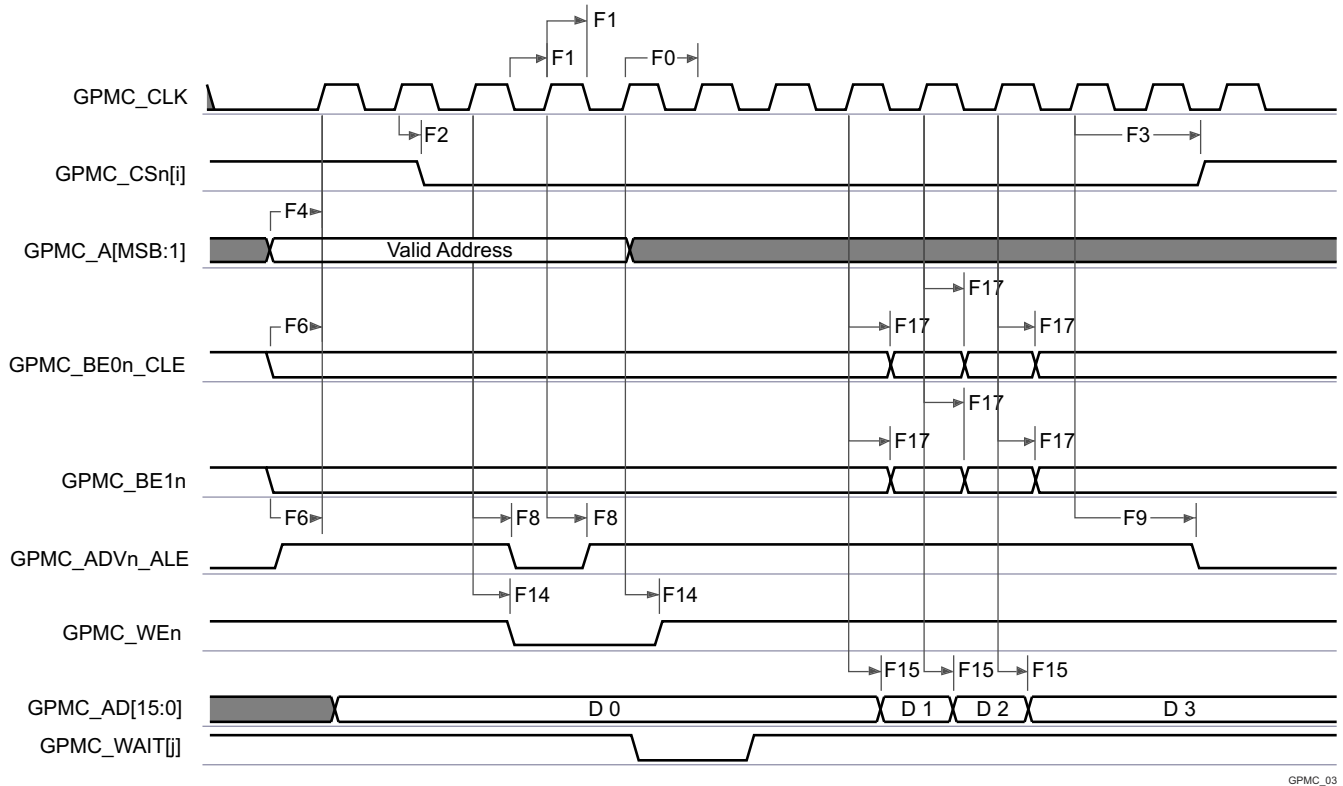 F1
F1 F0
GPMC_CLK
F2 F3
GPMC_CSn[i]
F4
GPMC_A[MSB:1] Valid Address
F17
F6 F17 F17
GPMC_BE0n_CLE
F17
F17 F17
GPMC_BE1n
F6 F8 F8 F9
GPMC_ADVn_ALE
F14 F14
GPMC_WEn
F15 F15 F15
GPMC_AD[15:0] D 0 D 1 D 2 D 3
GPMC_WAIT[j]
GPMC_03